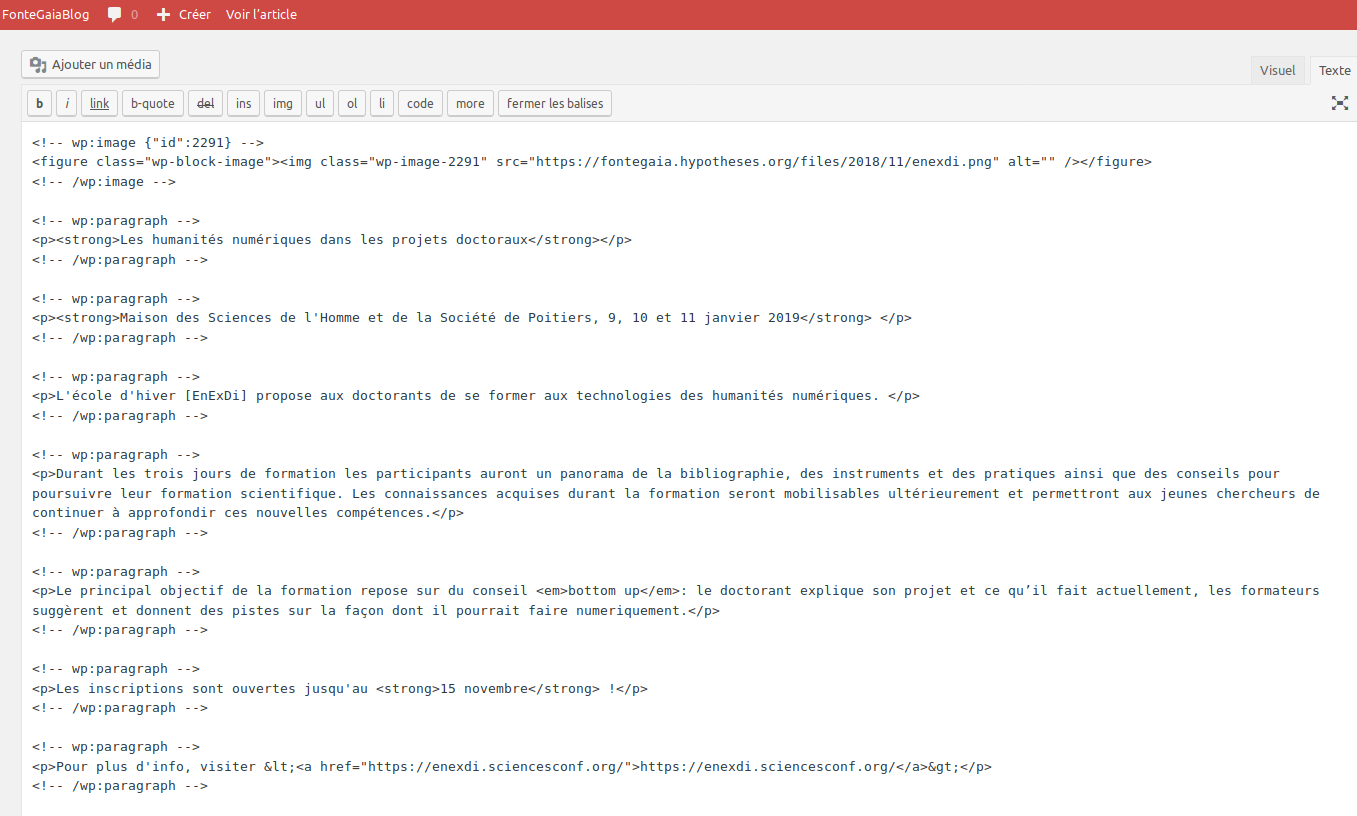 FonteGaiaBlog 0 Créer Voir l’article
Ajouter un média
Visuel Texte
b i link b-quote del ins img ul ol li code more fermer les balises
<!-- wp:image {"id":2291} -->
<figure class="wp-block-image"><img class="wp-image-2291" src="https://fontegaia.hypotheses.org/files/2018/11/enexdi.png" alt="" /></figure>
<!-- /wp:image -->
<!-- wp:paragraph -->
<p><strong>Les humanités numériques dans les projets doctoraux</strong></p>
<!-- /wp:paragraph -->
<!-- wp:paragraph -->
<p><strong>Maison des Sciences de l'Homme et de la Société de Poitiers, 9, 10 et 11 janvier 2019</strong> </p>
<!-- /wp:paragraph -->
<!-- wp:paragraph -->
<p>L'école d'hiver [EnExDi] propose aux doctorants de se former aux technologies des humanités numériques. </p>
<!-- /wp:paragraph -->
<!-- wp:paragraph -->
<p>Durant les trois jours de formation les participants auront un panorama de la bibliographie, des instruments et des pratiques ainsi que des conseils pour
poursuivre leur formation scientifique. Les connaissances acquises durant la formation seront mobilisables ultérieurement et permettront aux jeunes chercheurs de
continuer à approfondir ces nouvelles compétences.</p>
<!-- /wp:paragraph -->
<!-- wp:paragraph -->
<p>Le principal objectif de la formation repose sur du conseil <em>bottom up</em>: le doctorant explique son projet et ce qu’il fait actuellement, les formateurs
suggèrent et donnent des pistes sur la façon dont il pourrait faire numeriquement.</p>
<!-- /wp:paragraph -->
<!-- wp:paragraph -->
<p>Les inscriptions sont ouvertes jusqu'au <strong>15 novembre</strong> !</p>
<!-- /wp:paragraph -->
<!-- wp:paragraph -->
<p>Pour plus d'info, visiter &lt;<a href="https://enexdi.sciencesconf.org/">https://enexdi.sciencesconf.org/</a>&gt;</p>
<!-- /wp:paragraph -->